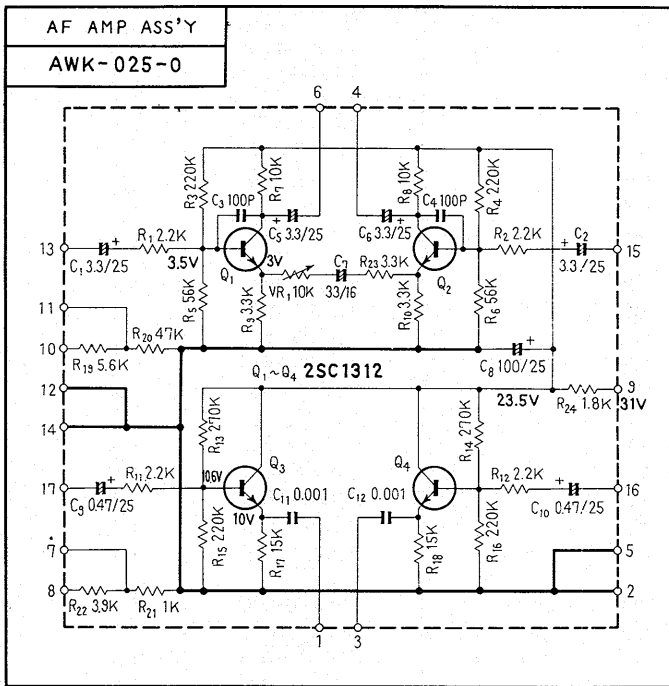 AF AMP ASS'Y
AWK-025-0
6 4
R3 220K
R7 10K
R8 10K
R4 220K
C3 100P
C4 100P
C5 3.3/25
C6 3.3/25
13
C1 3.3/25
R1 2.2K
3.5V
3V
Q1
VR1 10K
C7 33/16
R23 3.3K
Q2
R2 2.2K
C2 3.3/25
15
11
R5 56K
R9 3.3K
R10 3.3K
R6 56K
10
R19 5.6K
R20 47K
C8 100/25
12
Q1~Q4 2SC1312
23.5V
R24 1.8K
9
31V
14
R13 270K
R14 270K
17
C9 0.47/25
R11 2.2K
10.6V
Q3
10V
C11 0.001
C12 0.001
Q4
R12 2.2K
C10 0.47/25
16
7
R15 220K
R17 15K
R18 15K
R16 220K
5
8
R22 3.9K
R21 1K
2
1 3